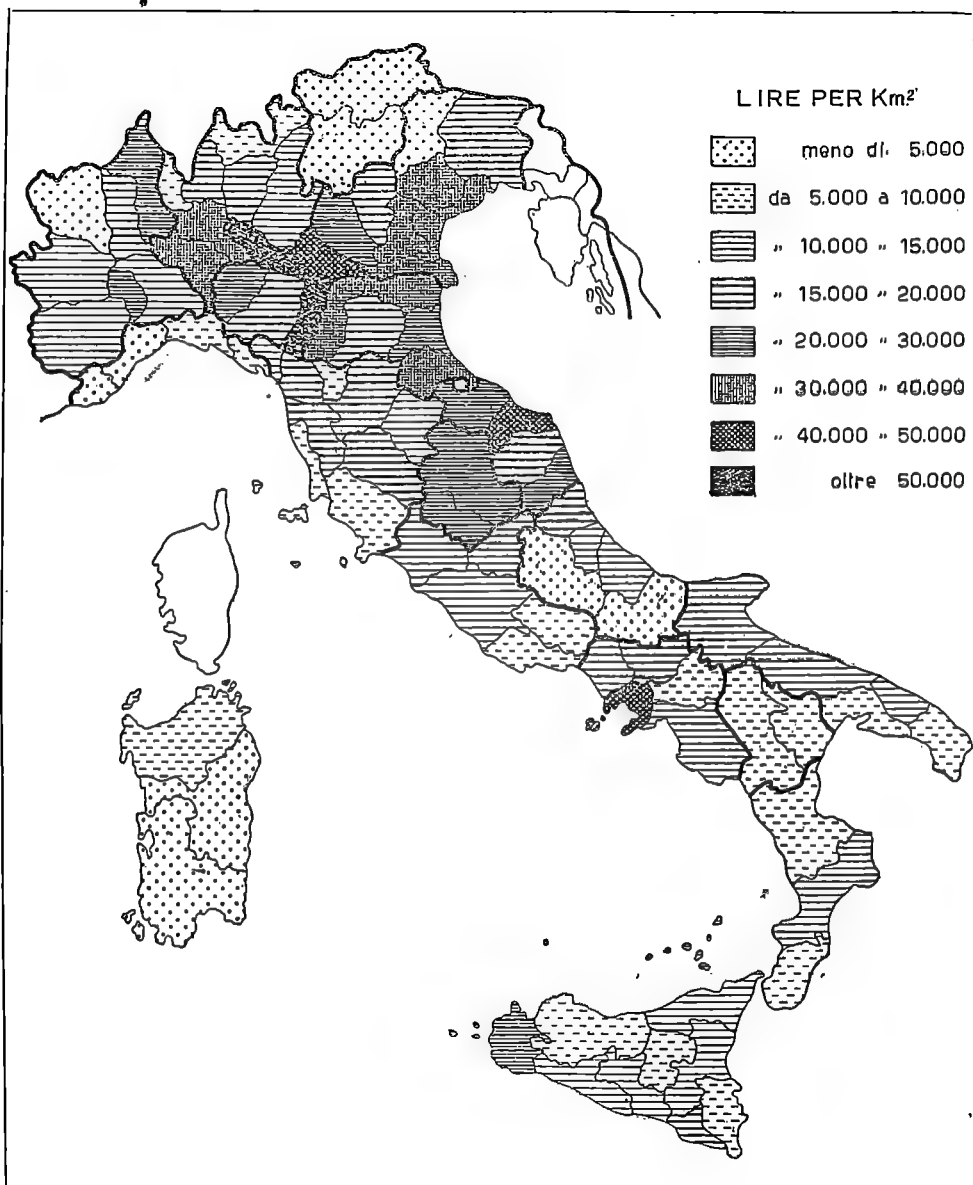 LIRE PER Km²
meno di 5.000
da 5.000 a 10.000
" 10.000 " 15.000
" 15.000 " 20.000
" 20.000 " 30.000
" 30.000 " 40.000
" 40.000 " 50.000
oltre 50.000